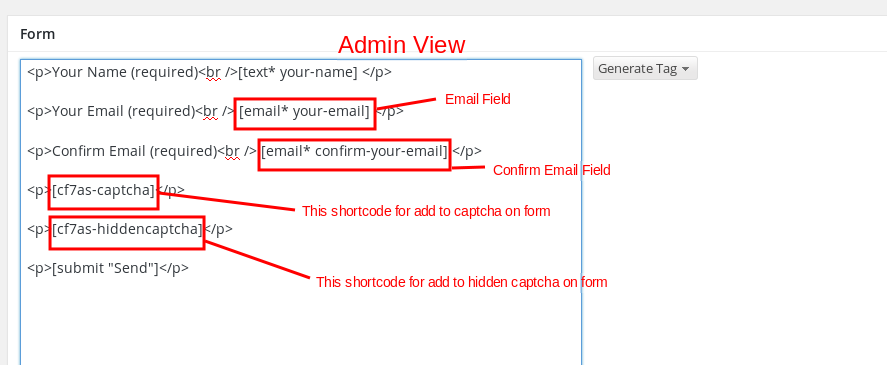 Form
Admin View
Generate Tag
<p>Your Name (required)<br />[text* your-name] </p>
<p>Your Email (required)<br /> [email* your-email] </p>
Email Field
<p>Confirm Email (required)<br /> [email* confirm-your-email] </p>
Confirm Email Field
<p>[cf7as-captcha]</p>
This shortcode for add to captcha on form
<p>[cf7as-hiddencaptcha]</p>
This shortcode for add to hidden captcha on form
<p>[submit "Send"]</p>